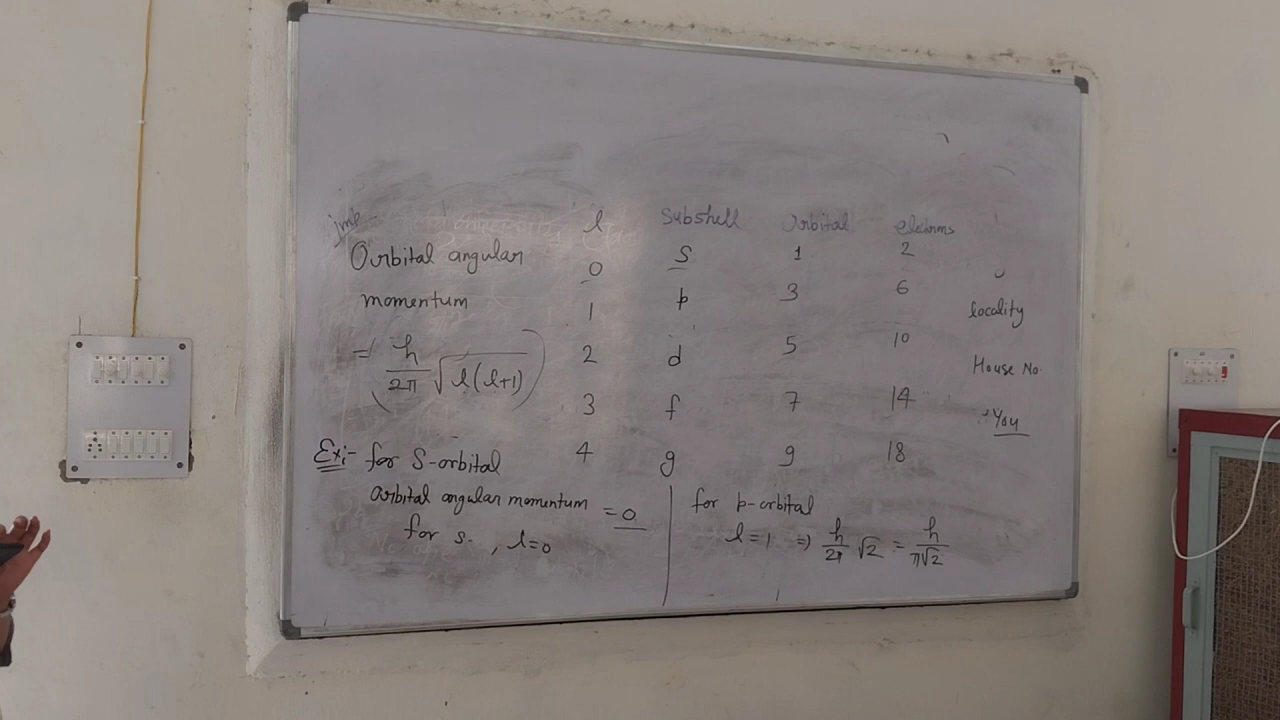 imp
l Subshell Orbital electrons
Orbital angular
momentum
= ( h/2π √l(l+1) )
0 s 1 2
1 p 3 6
2 d 5 10
3 f 7 14
4 g 9 18
locality
House No.
You
Ex:- for S-orbital
Orbital angular momentum = 0
for s. , l=0
for p-orbital
l=1 ⇒ h/2π √2 = h/π√2